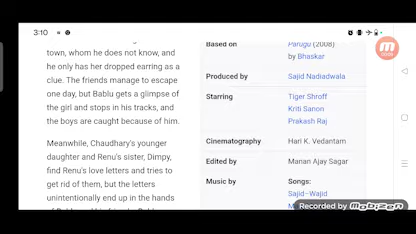 3:10
town, whom he does not know, and
he only has her dropped earring as a
clue. The friends manage to escape
one day, but Bablu gets a glimpse of
the girl and stops in his tracks, and
the boys are caught because of him.
Meanwhile, Chaudhary's younger
daughter and Renu's sister, Dimpy,
find Renu's love letters and tries to
get rid of them, but the letters
unintentionally end up in the hands
Based on
Parugu (2008)
by Bhaskar
Produced by
Sajid Nadiadwala
Starring
Tiger Shroff
Kriti Sanon
Prakash Raj
Cinematography
Hari K. Vedantam
Edited by
Manan Ajay Sagar
Music by
Songs:
Sajid–Wajid
Recorded by Mobizen